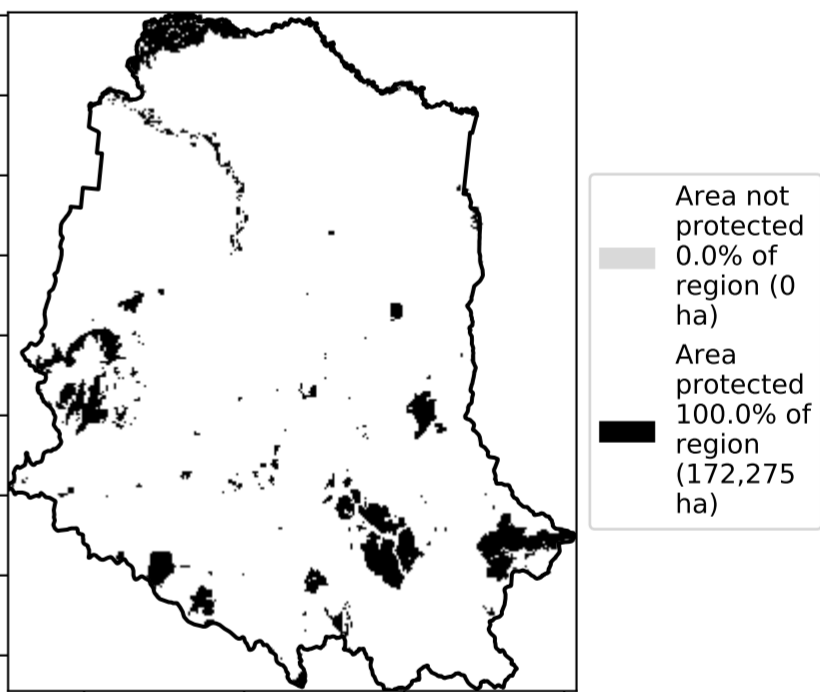 Area not
protected
0.0% of
region (0
ha)
Area
protected
100.0% of
region
(172,275
ha)